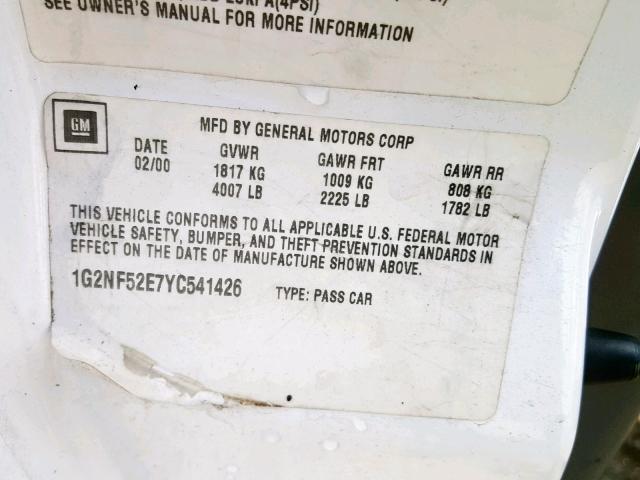 (4PSI)
SEE OWNER'S MANUAL FOR MORE INFORMATION
GM
MFD BY GENERAL MOTORS CORP
DATE GVWR GAWR FRT GAWR RR
02/00 1817 KG 1009 KG 808 KG
4007 LB 2225 LB 1782 LB
THIS VEHICLE CONFORMS TO ALL APPLICABLE U.S. FEDERAL MOTOR
VEHICLE SAFETY, BUMPER, AND THEFT PREVENTION STANDARDS IN
EFFECT ON THE DATE OF MANUFACTURE SHOWN ABOVE.
1G2NF52E7YC541426 TYPE: PASS CAR